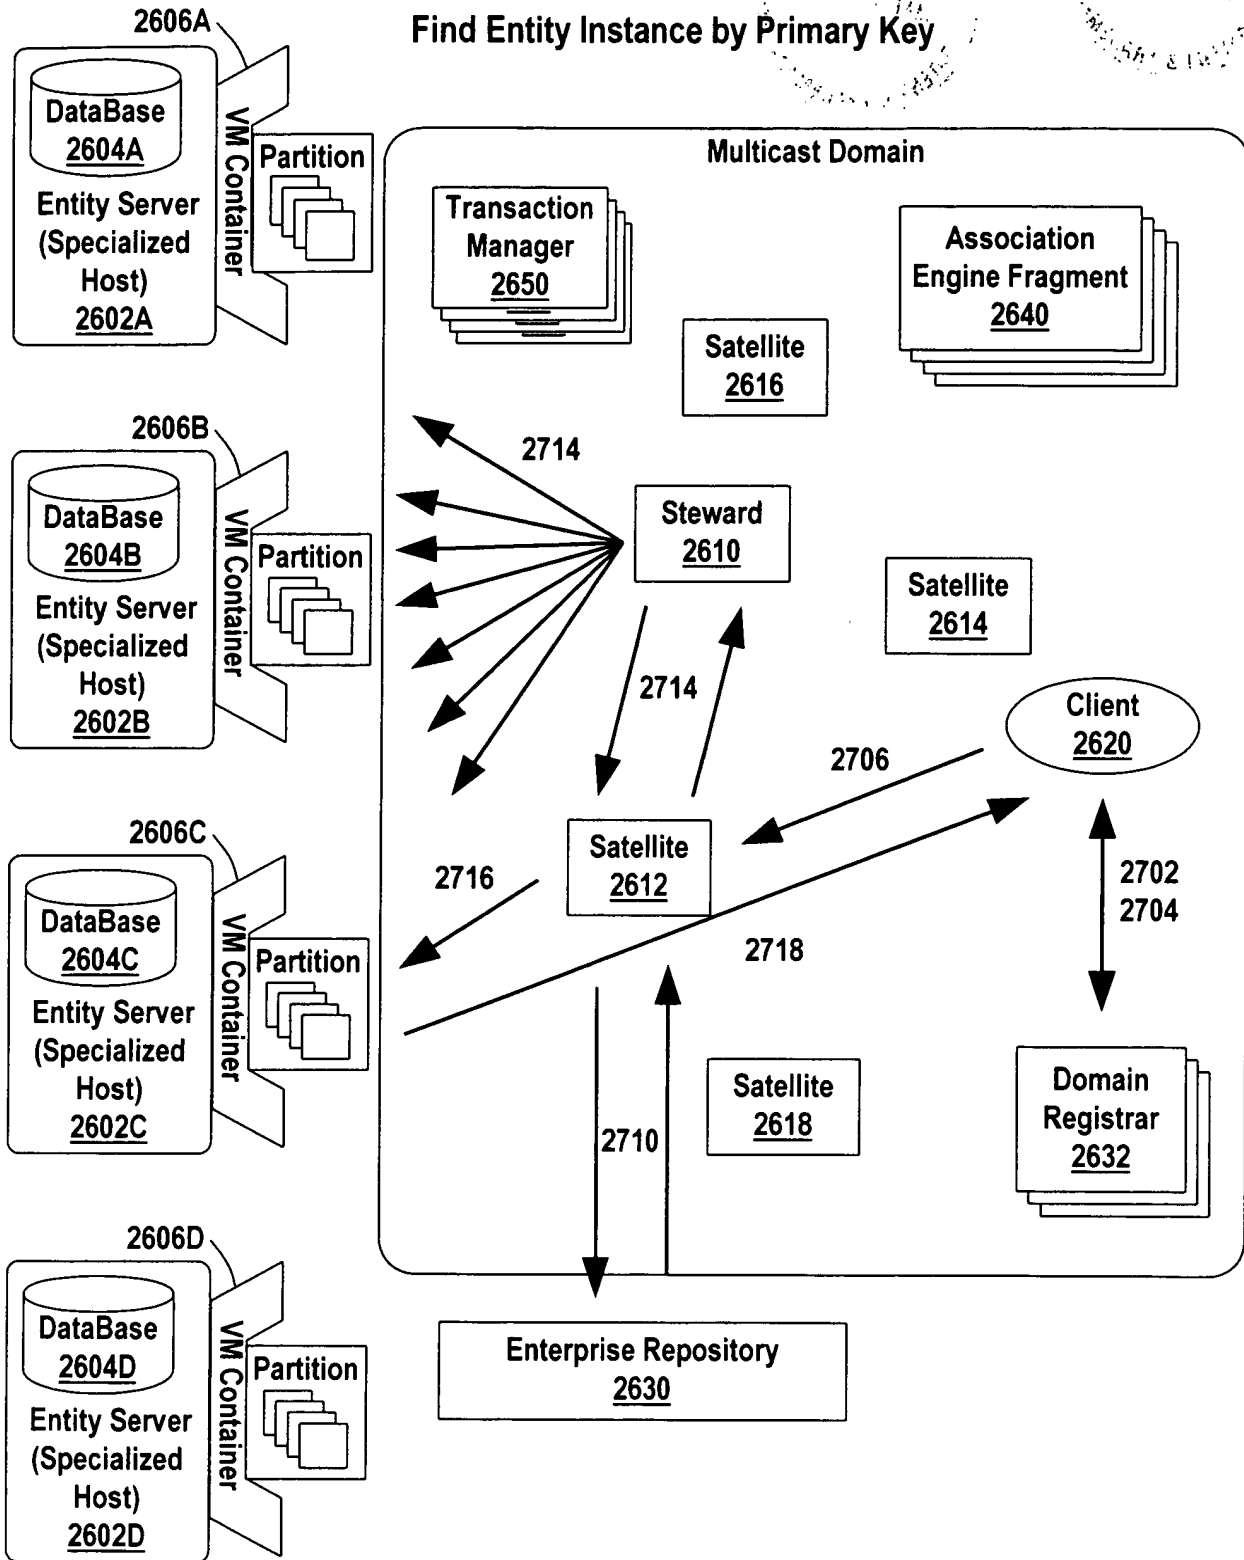 Find Entity Instance by Primary Key
2606A
DataBase
2604A
Entity Server
(Specialized
Host)
2602A
VM Container
Partition
2606B
DataBase
2604B
Entity Server
(Specialized
Host)
2602B
VM Container
Partition
2606C
DataBase
2604C
Entity Server
(Specialized
Host)
2602C
VM Container
Partition
2606D
DataBase
2604D
Entity Server
(Specialized
Host)
2602D
VM Container
Partition
Multicast Domain
Transaction
Manager
2650
Association
Engine Fragment
2640
Satellite
2616
2714
Steward
2610
Satellite
2614
2714
Client
2620
2706
Satellite
2612
2716
2702
2704
2718
Satellite
2618
2710
Domain
Registrar
2632
Enterprise Repository
2630